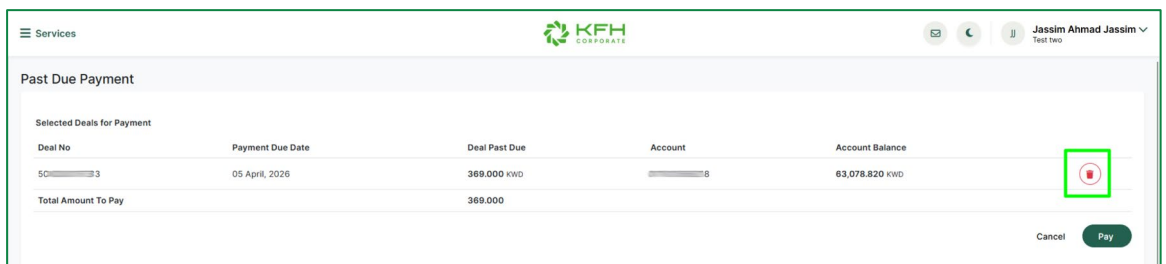 Services
KFH
CORPORATE
JJ
Jassim Ahmad Jassim
Test two
Past Due Payment
Selected Deals for Payment
Deal No Payment Due Date Deal Past Due Account Account Balance
05 April, 2026 369.000 KWD 63,078.820 KWD
Total Amount To Pay 369.000
Cancel Pay